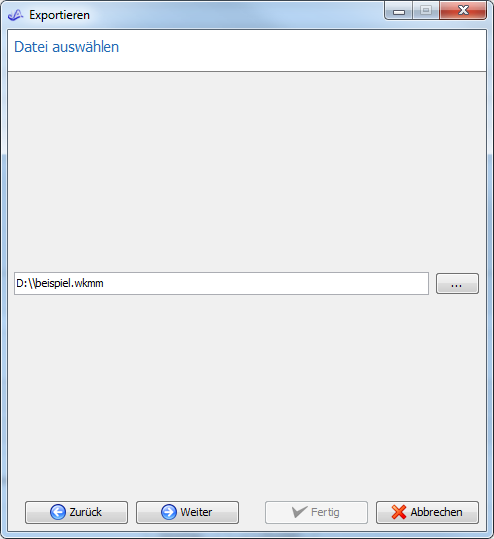 Exportieren
Datei auswählen
D:\\beispiel.wkmm
...
Zurück
Weiter
Fertig
Abbrechen